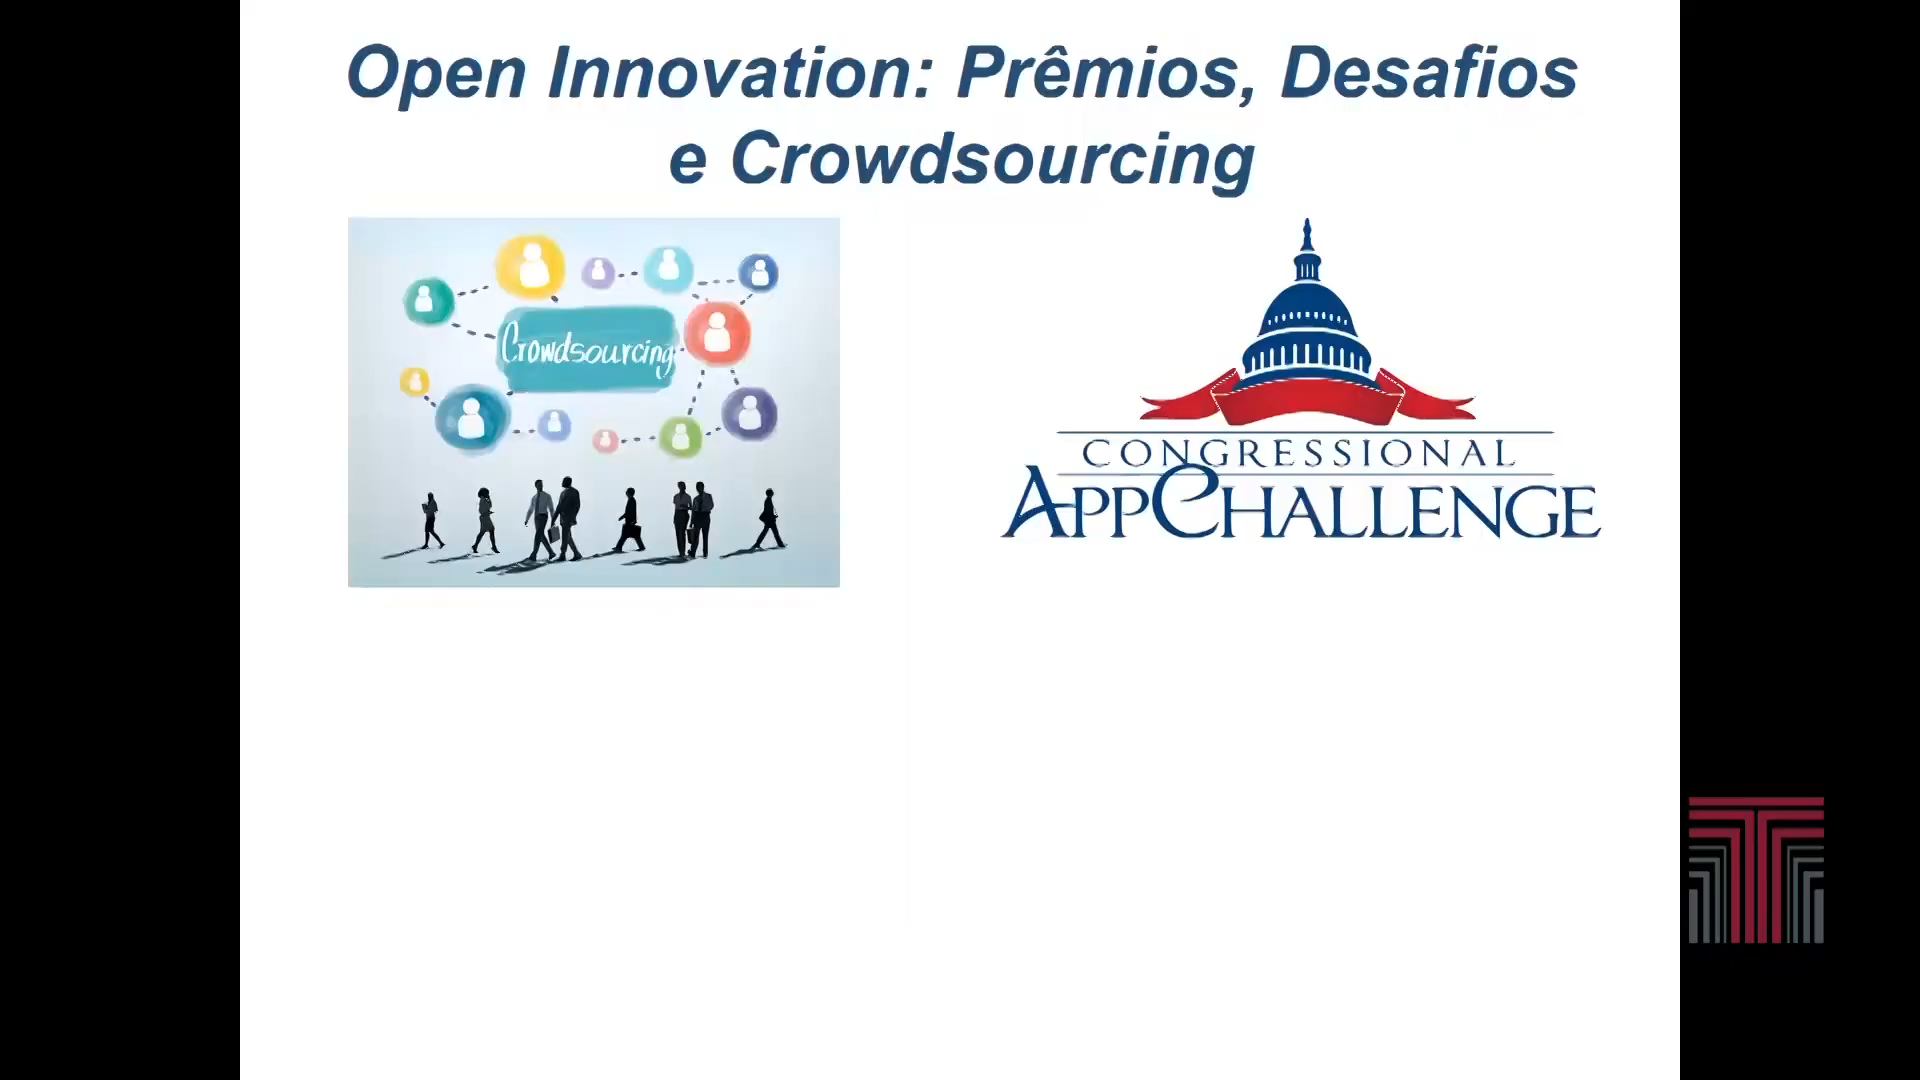 Open Innovation: Prêmios, Desafios
e Crowdsourcing
Crowdsourcing
CONGRESSIONAL
APPCHALLENGE